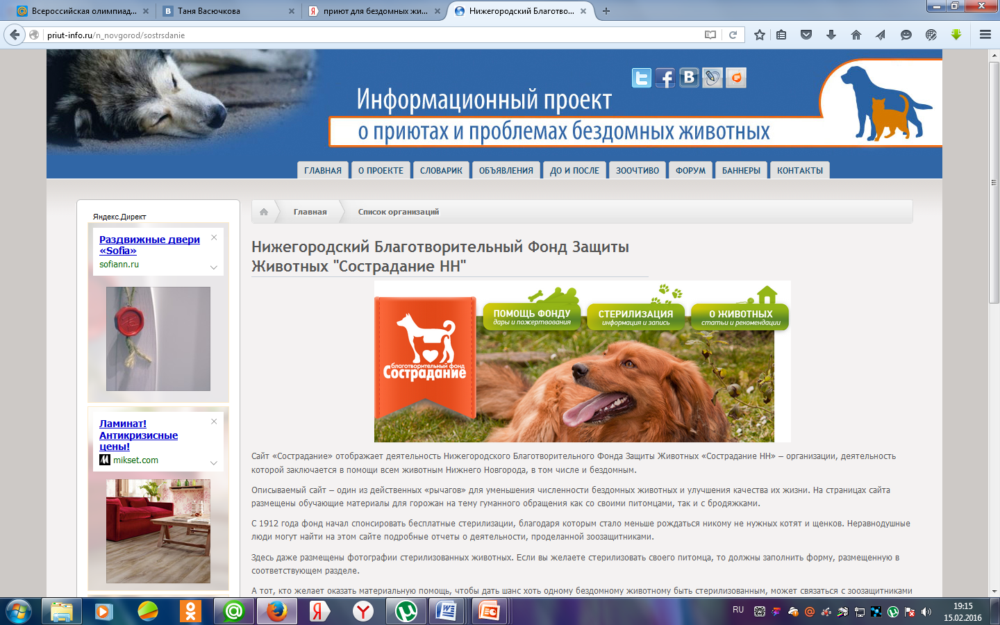 Всероссийская олимпиад...
Таня Васючкова
приют для бездомных жи...
Нижегородский Благотво...
priut-info.ru/n_novgorod/sostrsdanie
Информационный проект
о приютах и проблемах бездомных животных
ГЛАВНАЯ
О ПРОЕКТЕ
СЛОВАРИК
ОБЪЯВЛЕНИЯ
ДО И ПОСЛЕ
ЗООЧТИВО
ФОРУМ
БАННЕРЫ
КОНТАКТЫ
Яндекс.Директ
Раздвижные двери
«Sofia»
sofiann.ru
Ламинат!
Антикризисные
цены!
mikset.com
Главная
Список организаций
Нижегородский Благотворительный Фонд Защиты
Животных "Сострадание НН"
ПОМОЩЬ ФОНДУ
дары и пожертвования
СТЕРИЛИЗАЦИЯ
информация и запись
О ЖИВОТНЫХ
статьи и рекомендации
благотворительный фонд
Сострадание
Сайт «Сострадание» отображает деятельность Нижегородского Благотворительного Фонда Защиты Животных «Сострадание НН» – организации, деятельность
которой заключается в помощи всем животным Нижнего Новгорода, в том числе и бездомным.
Описываемый сайт – один из действенных «рычагов» для уменьшения численности бездомных животных и улучшения качества их жизни. На страницах сайта
размещены обучающие материалы для горожан на тему гуманного обращения как со своими питомцами, так и с бродяжками.
С 1912 года фонд начал спонсировать бесплатные стерилизации, благодаря которым стало меньше рождаться никому не нужных котят и щенков. Неравнодушные
люди могут найти на этом сайте подробные отчеты о деятельности, проделанной зоозащитниками.
Здесь даже размещены фотографии стерилизованных животных. Если вы желаете стерилизовать своего питомца, то должны заполнить форму, размещенную в
соответствующем разделе.
А тот, кто желает оказать материальную помощь, чтобы дать шанс хоть одному бездомному животному быть стерилизованным, может связаться с зоозащитниками
RU
19:15
15.02.2016